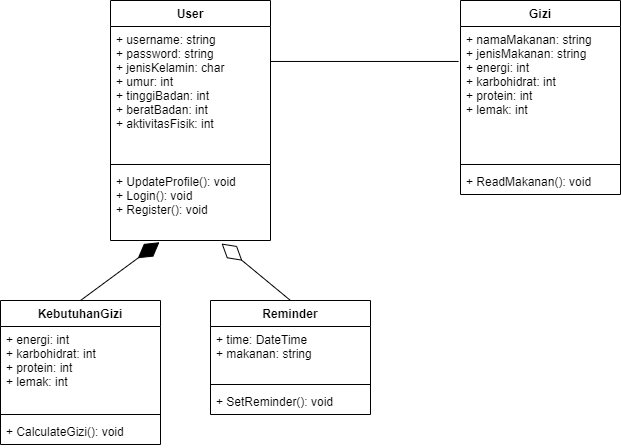 User
+ username: string
+ password: string
+ jenisKelamin: char
+ umur: int
+ tinggiBadan: int
+ beratBadan: int
+ aktivitasFisik: int
+ UpdateProfile(): void
+ Login(): void
+ Register(): void
Gizi
+ namaMakanan: string
+ jenisMakanan: string
+ energi: int
+ karbohidrat: int
+ protein: int
+ lemak: int
+ ReadMakanan(): void
KebutuhanGizi
+ energi: int
+ karbohidrat: int
+ protein: int
+ lemak: int
+ CalculateGizi(): void
Reminder
+ time: DateTime
+ makanan: string
+ SetReminder(): void